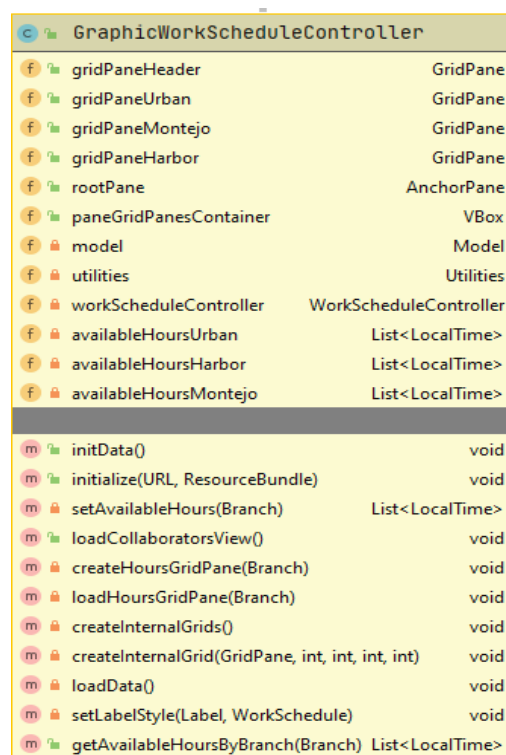 C GraphicWorkScheduleController
f gridPaneHeader GridPane
f gridPaneUrban GridPane
f gridPaneMontejo GridPane
f gridPaneHarbor GridPane
f rootPane AnchorPane
f paneGridPanesContainer VBox
f model Model
f utilities Utilities
f workScheduleController WorkScheduleController
f availableHoursUrban List<LocalTime>
f availableHoursHarbor List<LocalTime>
f availableHoursMontejo List<LocalTime>
m initData() void
m initialize(URL, ResourceBundle) void
m setAvailableHours(Branch) List<LocalTime>
m loadCollaboratorsView() void
m createHoursGridPane(Branch) void
m loadHoursGridPane(Branch) void
m createInternalGrids() void
m createInternalGrid(GridPane, int, int, int, int) void
m loadData() void
m setLabelStyle(Label, WorkSchedule) void
m getAvailableHoursByBranch(Branch) List<LocalTime>